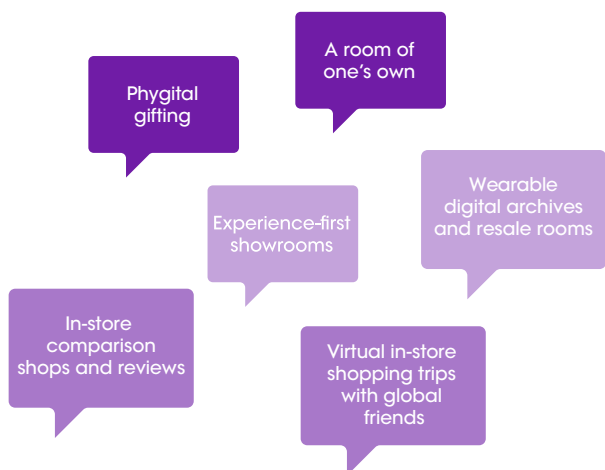 A room of
one's own
Phygital
gifting
Wearable
digital archives
and resale rooms
Experience-first
showrooms
In-store
comparison
shops and reviews
Virtual in-store
shopping trips
with global
friends